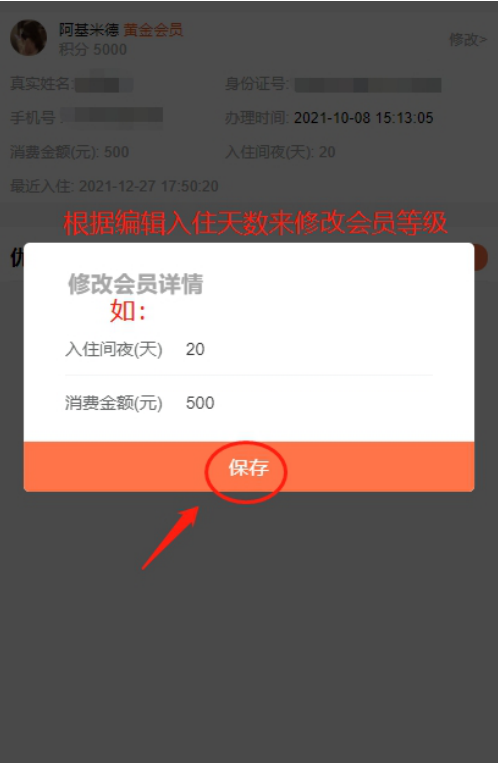 阿基米德 黄金会员
积分 5000
修改>
真实姓名:
身份证号:
手机号 :
办理时间: 2021-10-08 15:13:05
消费金额(元): 500
入住间夜(天): 20
最近入住: 2021-12-27 17:50:20
根据编辑入住天数来修改会员等级
修改会员详情
如：
入住间夜(天) 20
消费金额(元) 500
保存